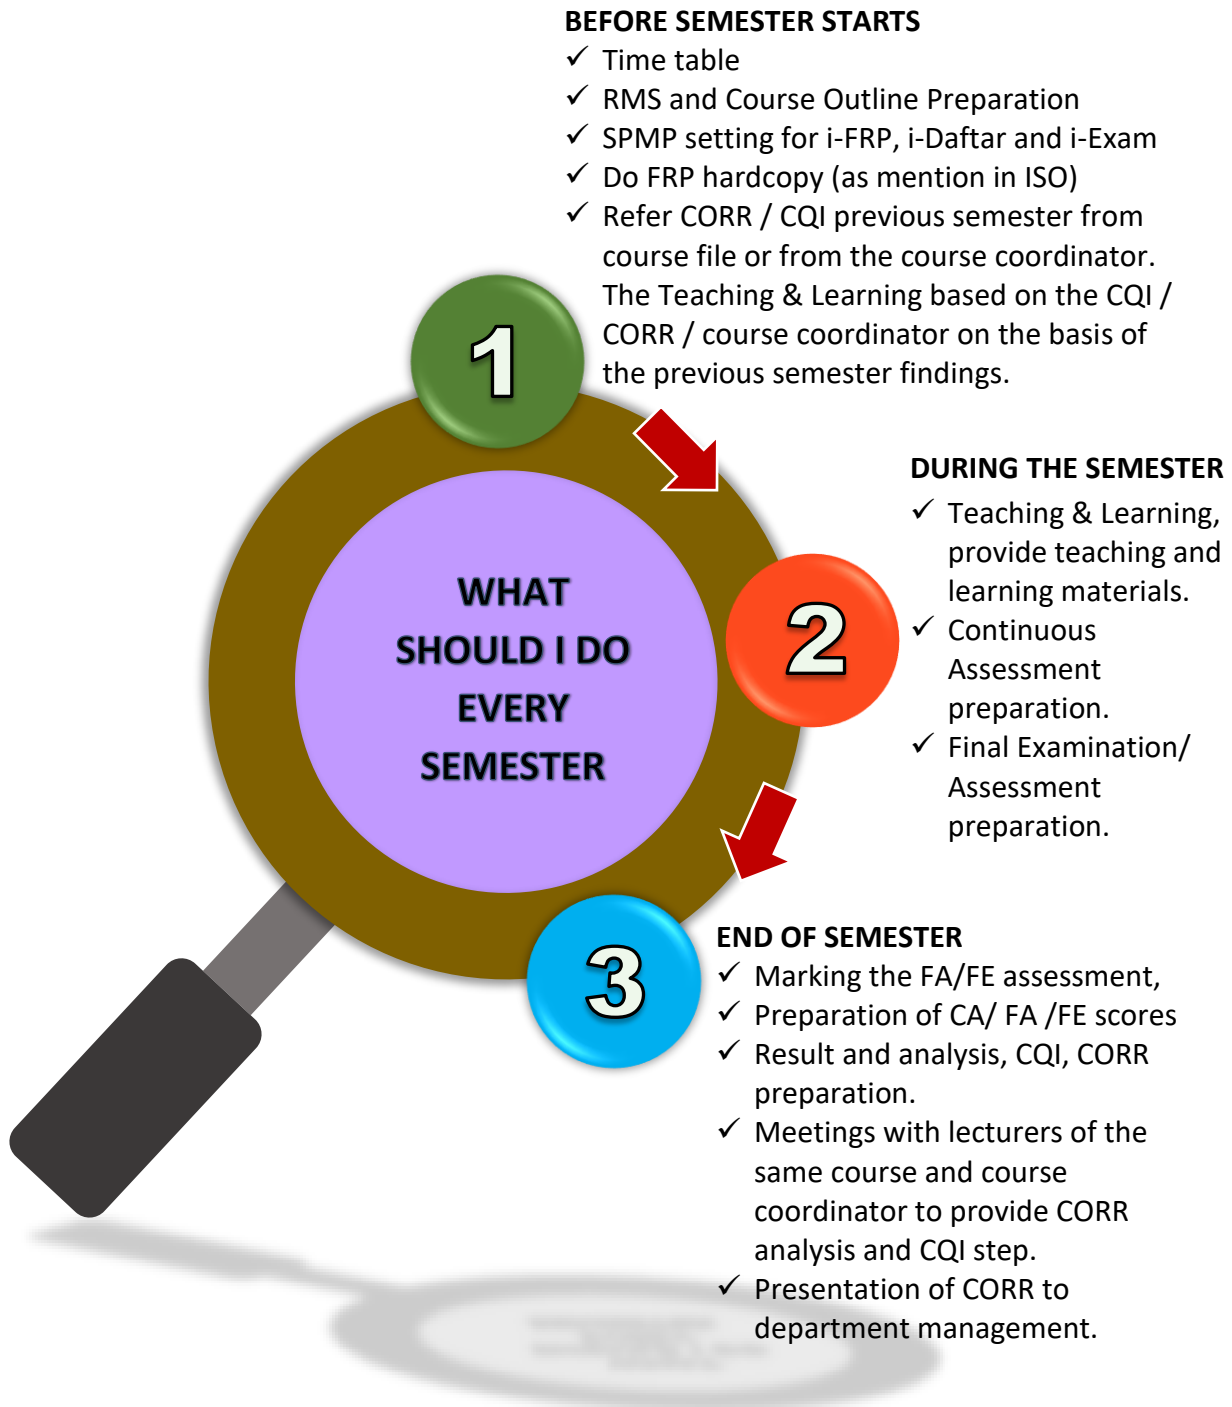 BEFORE SEMESTER STARTS
✓ Time table
✓ RMS and Course Outline Preparation
✓ SPMP setting for i-FRP, i-Daftar and i-Exam
✓ Do FRP hardcopy (as mention in ISO)
✓ Refer CORR / CQI previous semester from
course file or from the course coordinator.
The Teaching & Learning based on the CQI /
CORR / course coordinator on the basis of
the previous semester findings.
1
DURING THE SEMESTER
✓ Teaching & Learning,
provide teaching and
learning materials.
✓ Continuous
Assessment
preparation.
✓ Final Examination/
Assessment
preparation.
2
WHAT
SHOULD I DO
EVERY
SEMESTER
3
END OF SEMESTER
✓ Marking the FA/FE assessment,
✓ Preparation of CA/ FA /FE scores
✓ Result and analysis, CQI, CORR
preparation.
✓ Meetings with lecturers of the
same course and course
coordinator to provide CORR
analysis and CQI step.
✓ Presentation of CORR to
department management.